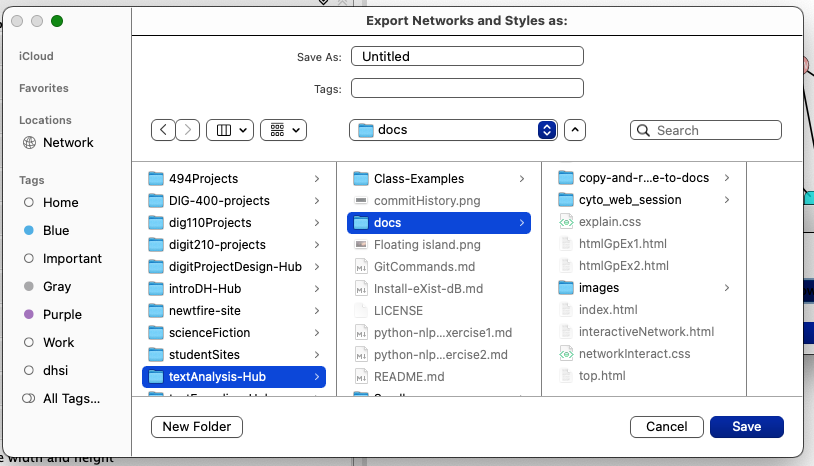 Export Networks and Styles as:
Save As: Untitled
Tags:
docs
Search
iCloud
Favorites
Locations
Network
Tags
Home
Blue
Important
Gray
Purple
Work
dhsi
All Tags...
494Projects
DIG-400-projects
dig110Projects
digit210-projects
digitProjectDesign-Hub
introDH-Hub
newtfire-site
scienceFiction
studentSites
textAnalysis-Hub
Class-Examples
commitHistory.png
docs
Floating island.png
GitCommands.md
Install-eXist-dB.md
LICENSE
python-nlp...xercise1.md
python-nlp...ercise2.md
README.md
copy-and-r...e-to-docs
cyto_web_session
explain.css
htmlGpEx1.html
htmlGpEx2.html
images
index.html
interactiveNetwork.html
networkInteract.css
top.html
New Folder
Cancel
Save
e width and height